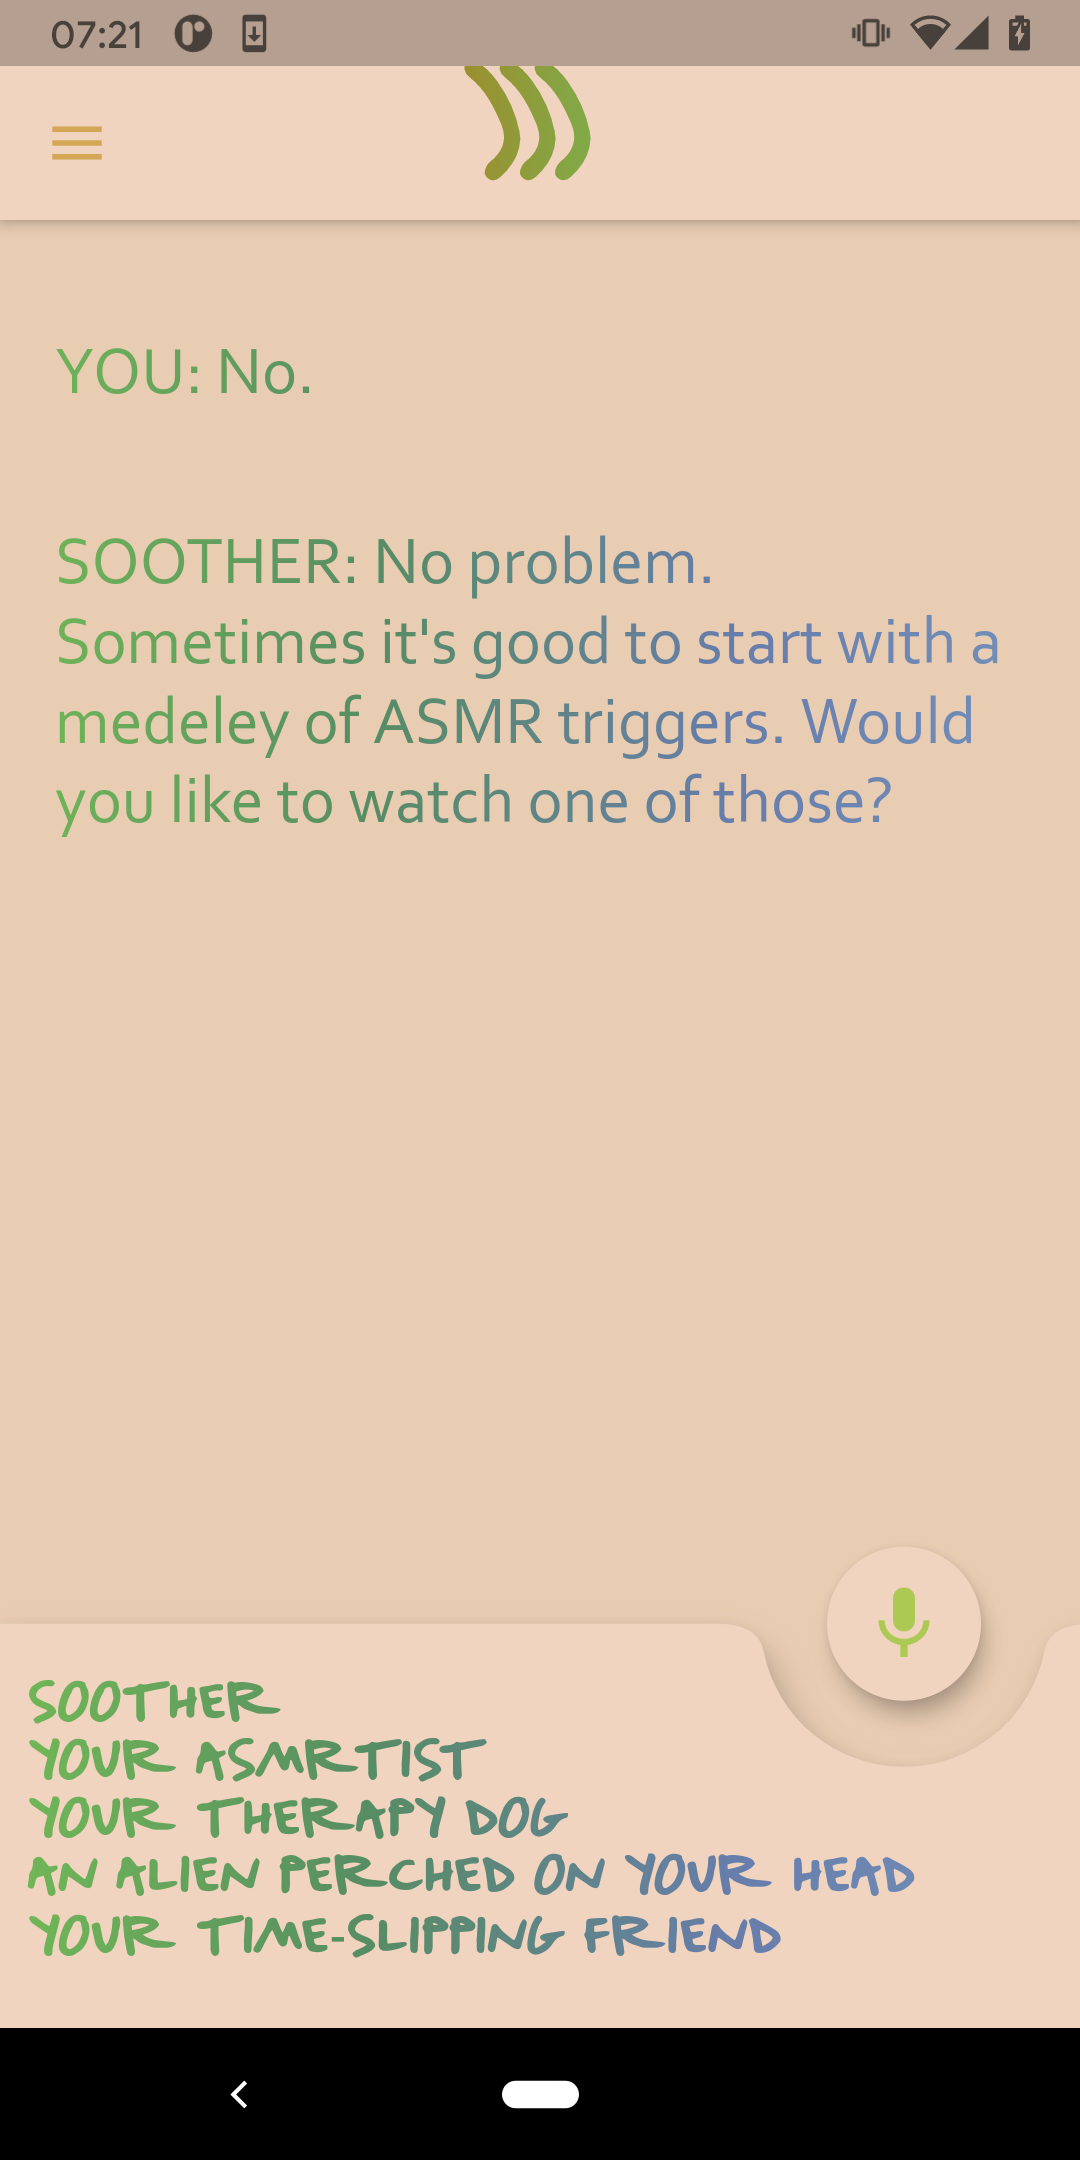 07:21
YOU: No.
SOOTHER: No problem.
Sometimes it's good to start with a
medeley of ASMR triggers. Would
you like to watch one of those?
SOOTHER
YOUR ASMRTIST
YOUR THERAPY DOG
AN ALIEN PERCHED ON YOUR HEAD
YOUR TIME-SLIPPING FRIEND